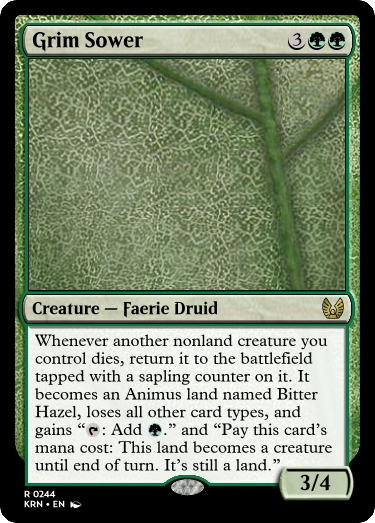 Grim Sower 3
Creature — Faerie Druid
Whenever another nonland creature you
control dies, return it to the battlefield
tapped with a sapling counter on it. It
becomes an Animus land named Bitter
Hazel, loses all other card types, and
gains “: Add .” and “Pay this card's
mana cost: This land becomes a creature
until end of turn. It's still a land.”
3/4
R 0244
KRN • EN